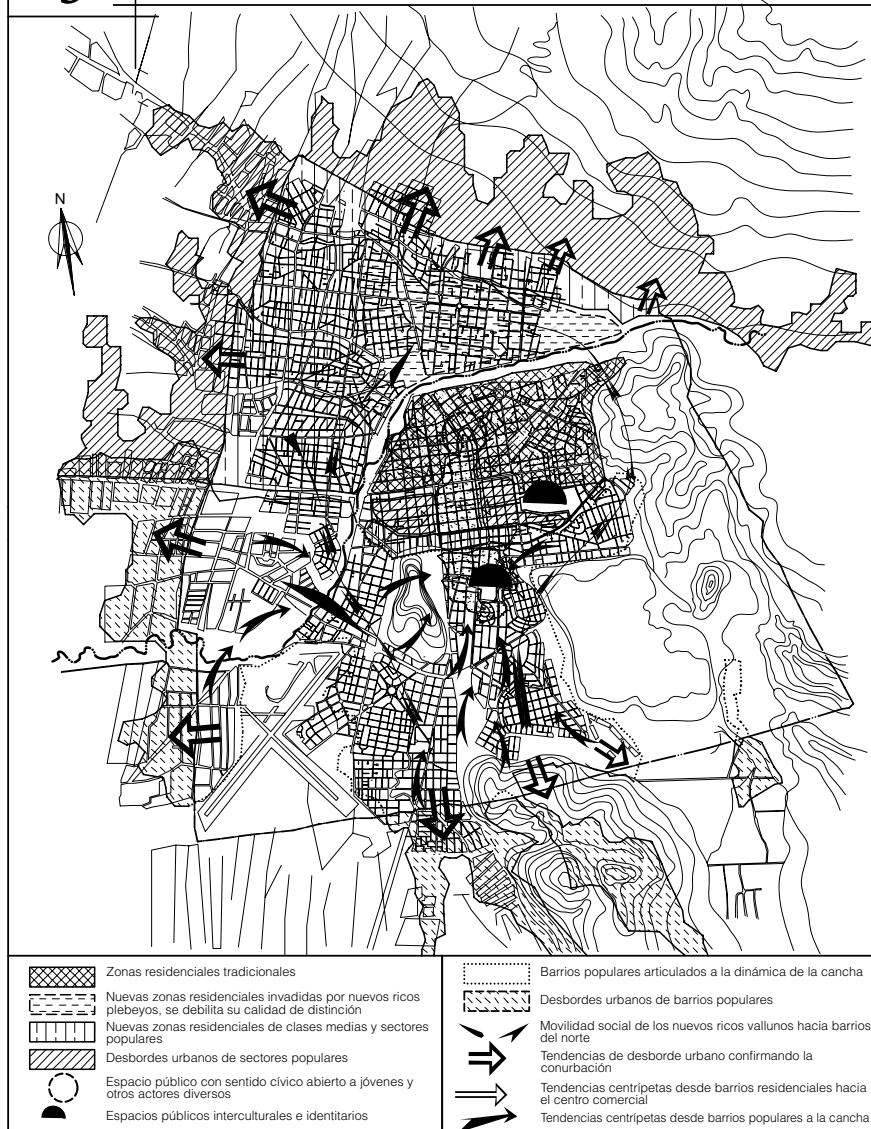 N
Zonas residenciales tradicionales
Nuevas zonas residenciales invadidas por nuevos ricos
plebeyos, se debilita su calidad de distinción
Nuevas zonas residenciales de clases medias y sectores
populares
Desbordes urbanos de sectores populares
Espacio público con sentido cívico abierto a jóvenes y
otros actores diversos
Espacios públicos interculturales e identitarios
Barrios populares articulados a la dinámica de la cancha
Desbordes urbanos de barrios populares
Movilidad social de los nuevos ricos vallunos hacia barrios
del norte
Tendencias de desborde urbano confirmando la
conurbación
Tendencias centrípetas desde barrios residenciales hacia
el centro comercial
Tendencias centrípetas desde barrios populares a la cancha